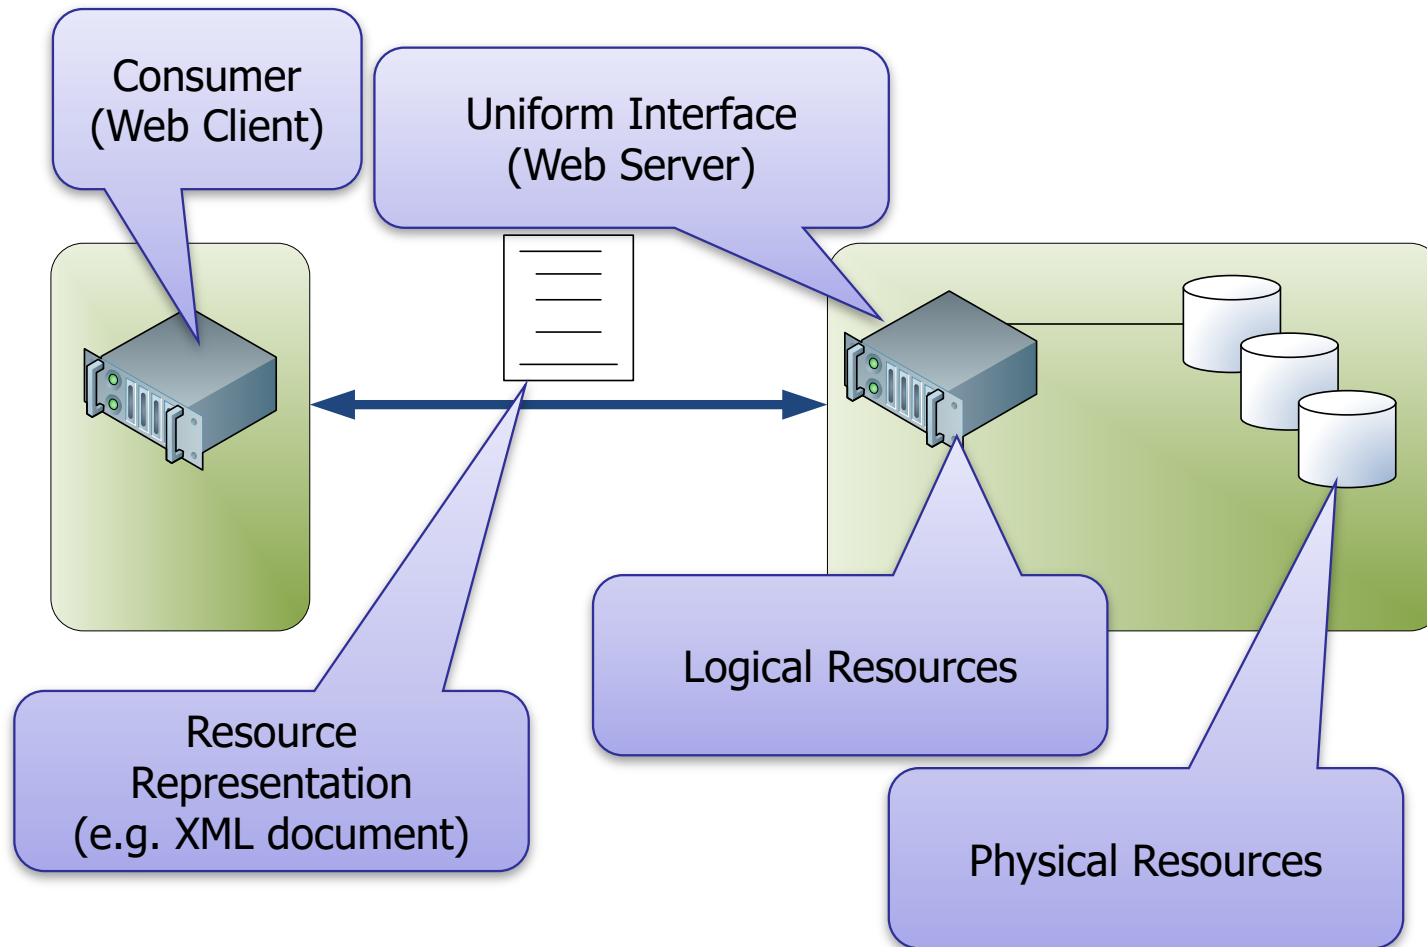 Consumer
(Web Client)
Uniform Interface
(Web Server)
Logical Resources
Resource
Representation
(e.g. XML document)
Physical Resources